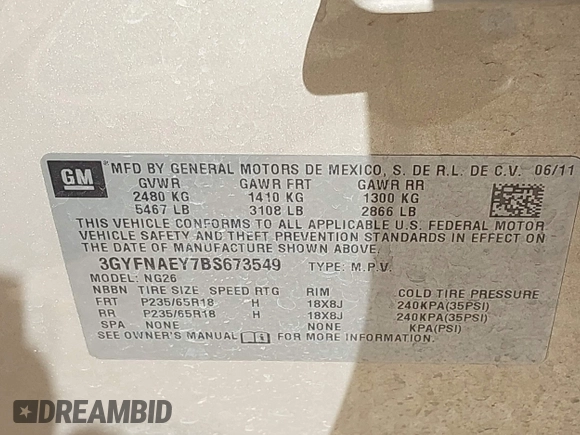 GM
MFD BY GENERAL MOTORS DE MEXICO, S. DE R.L. DE C.V. 06/11
GVWR GAWR FRT GAWR RR
2480 KG 1410 KG 1300 KG
5467 LB 3108 LB 2866 LB
THIS VEHICLE CONFORMS TO ALL APPLICABLE U.S. FEDERAL MOTOR
VEHICLE SAFETY AND THEFT PREVENTION STANDARDS IN EFFECT ON
THE DATE OF MANUFACTURE SHOWN ABOVE.
3GYFNAEY7BS673549 TYPE: M.P.V.
MODEL: NG26
NBBN TIRE SIZE SPEED RTG RIM COLD TIRE PRESSURE
FRT P235/65R18 H 18X8J 240KPA(35PSI)
RR P235/65R18 H 18X8J 240KPA(35PSI)
SPA NONE NONE KPA(PSI)
SEE OWNER'S MANUAL FOR MORE INFORMATION.
DREAMBID